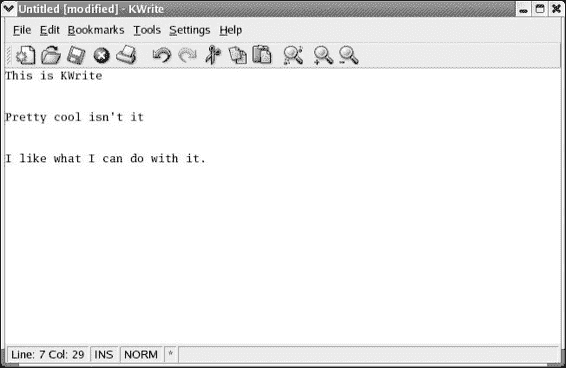 Untitled [modified] - KWrite
File Edit Bookmarks Tools Settings Help
This is KWrite
Pretty cool isn't it
I like what I can do with it.
Line: 7 Col: 29 INS NORM *